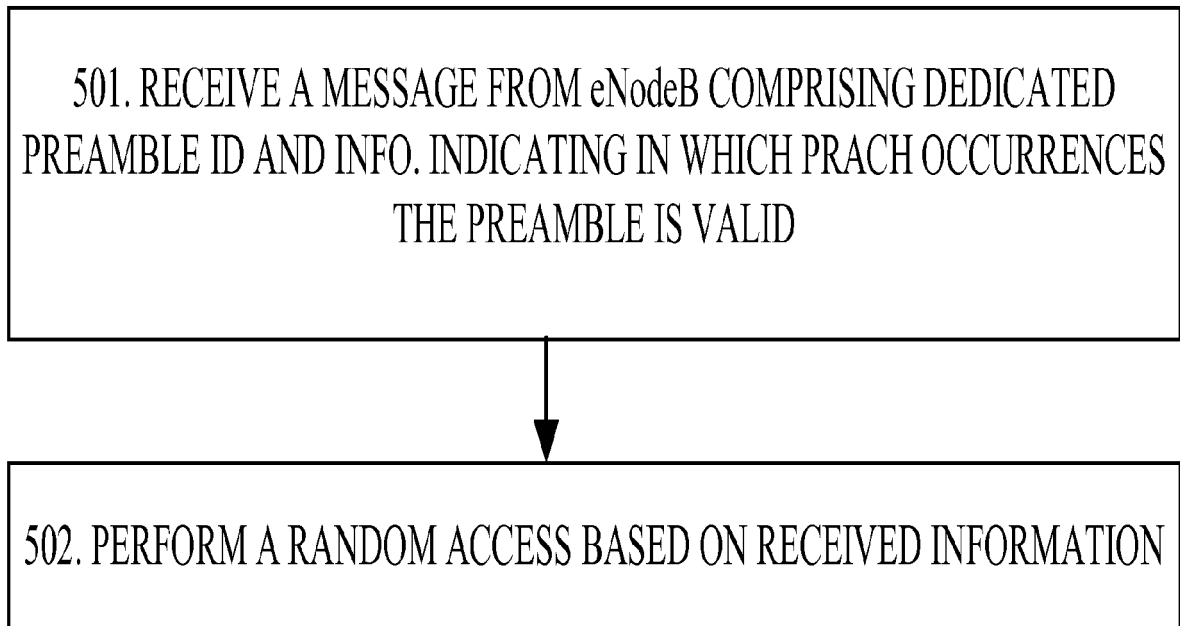 501. RECEIVE A MESSAGE FROM eNodeB COMPRISING DEDICATED
PREAMBLE ID AND INFO. INDICATING IN WHICH PRACH OCCURRENCES
THE PREAMBLE IS VALID
502. PERFORM A RANDOM ACCESS BASED ON RECEIVED INFORMATION